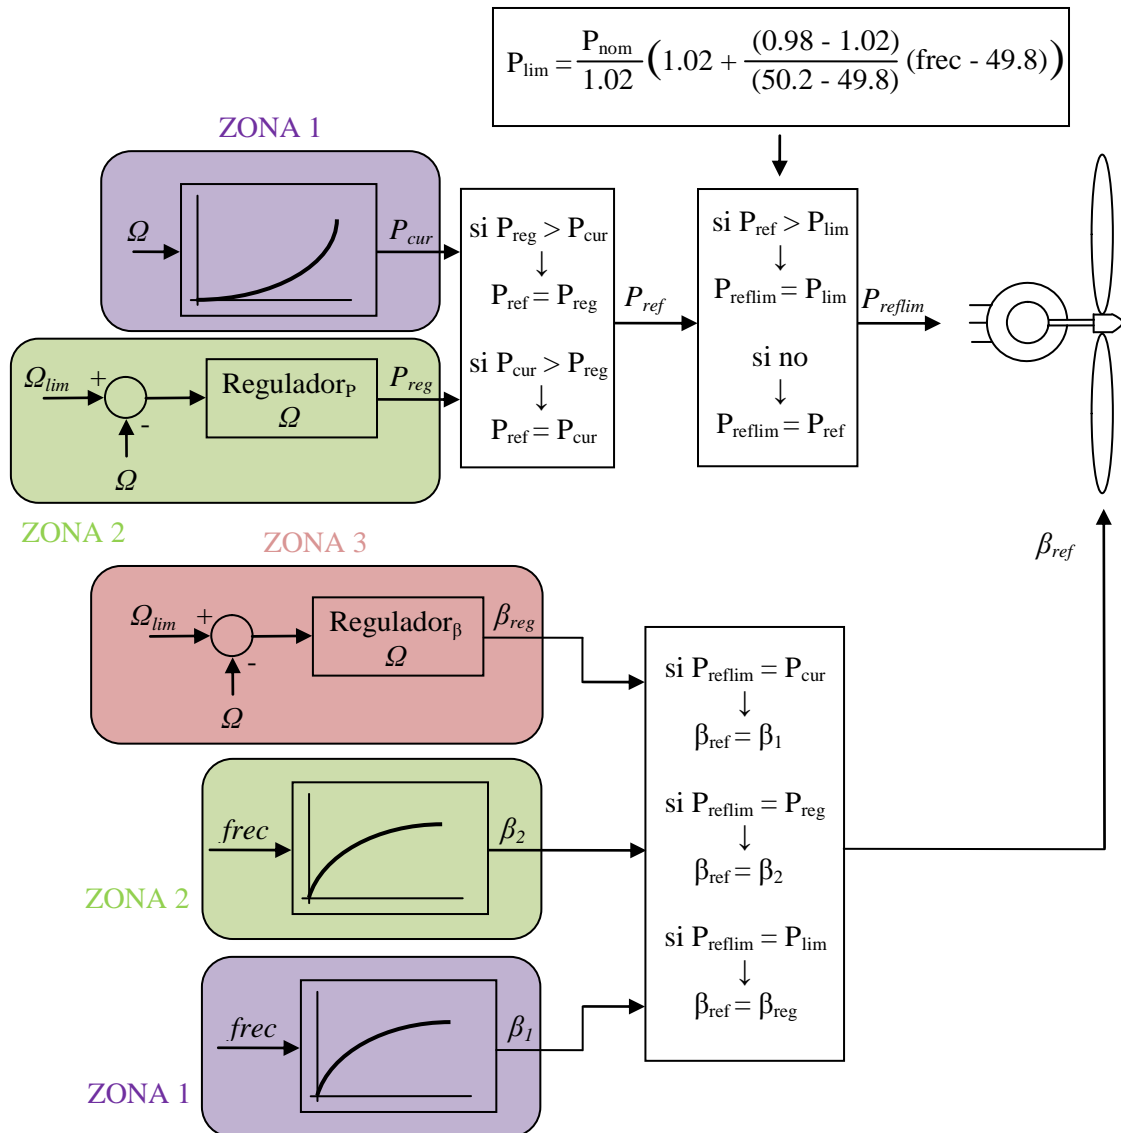 P_lim = P_nom/1.02 (1.02 + (0.98 - 1.02)/(50.2 - 49.8) (frec - 49.8))
ZONA 1
Ω
P_cur
Ω_lim
+
-
Ω
Regulador_P
Ω
P_reg
ZONA 2
si P_reg > P_cur
↓
P_ref = P_reg
si P_cur > P_reg
↓
P_ref = P_cur
P_ref
si P_ref > P_lim
↓
P_reflim = P_lim
si no
↓
P_reflim = P_ref
P_reflim
β_ref
ZONA 3
Ω_lim
+
-
Ω
Regulador_β
Ω
β_reg
frec
β_2
ZONA 2
frec
β_1
ZONA 1
si P_reflim = P_cur
↓
β_ref = β_1
si P_reflim = P_reg
↓
β_ref = β_2
si P_reflim = P_lim
↓
β_ref = β_reg